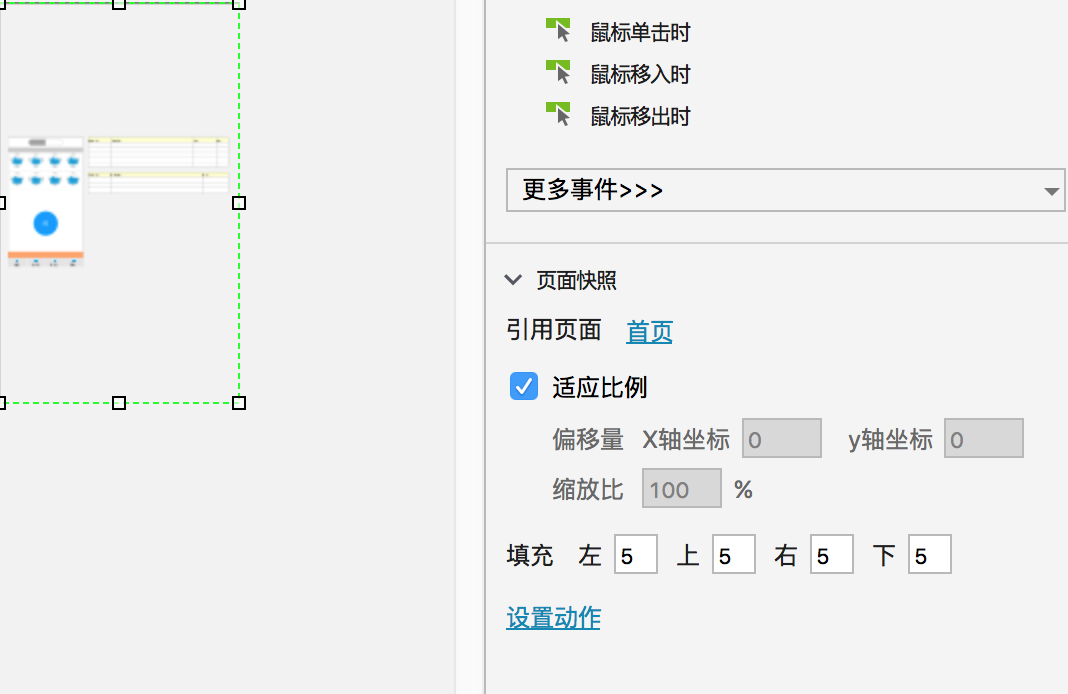 鼠标单击时
鼠标移入时
鼠标移出时
更多事件>>>
页面快照
引用页面 首页
适应比例
偏移量 X轴坐标 0 y轴坐标 0
缩放比 100 %
填充 左 5 上 5 右 5 下 5
设置动作